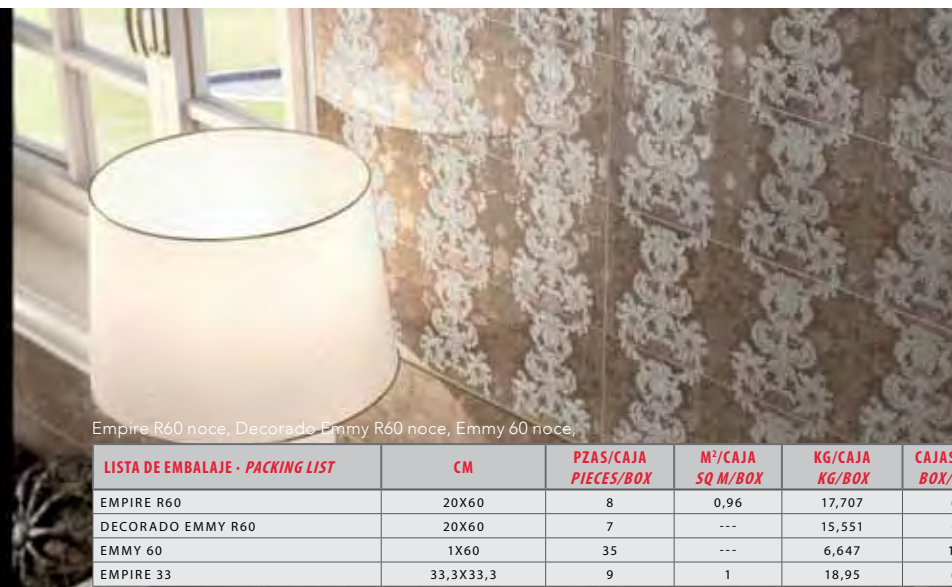 Empire R60 noce, Decorado Emmy R60 noce, Emmy 60 noce,
LISTA DE EMBALAJE · PACKING LIST CM PZAS/CAJA PIECES/BOX M²/CAJA SQ M/BOX KG/CAJA KG/BOX
EMPIRE R60 20X60 8 0,96 17,707
DECORADO EMMY R60 20X60 7 --- 15,551
EMMY 60 1X60 35 --- 6,647
EMPIRE 33 33,3X33,3 9 1 18,95